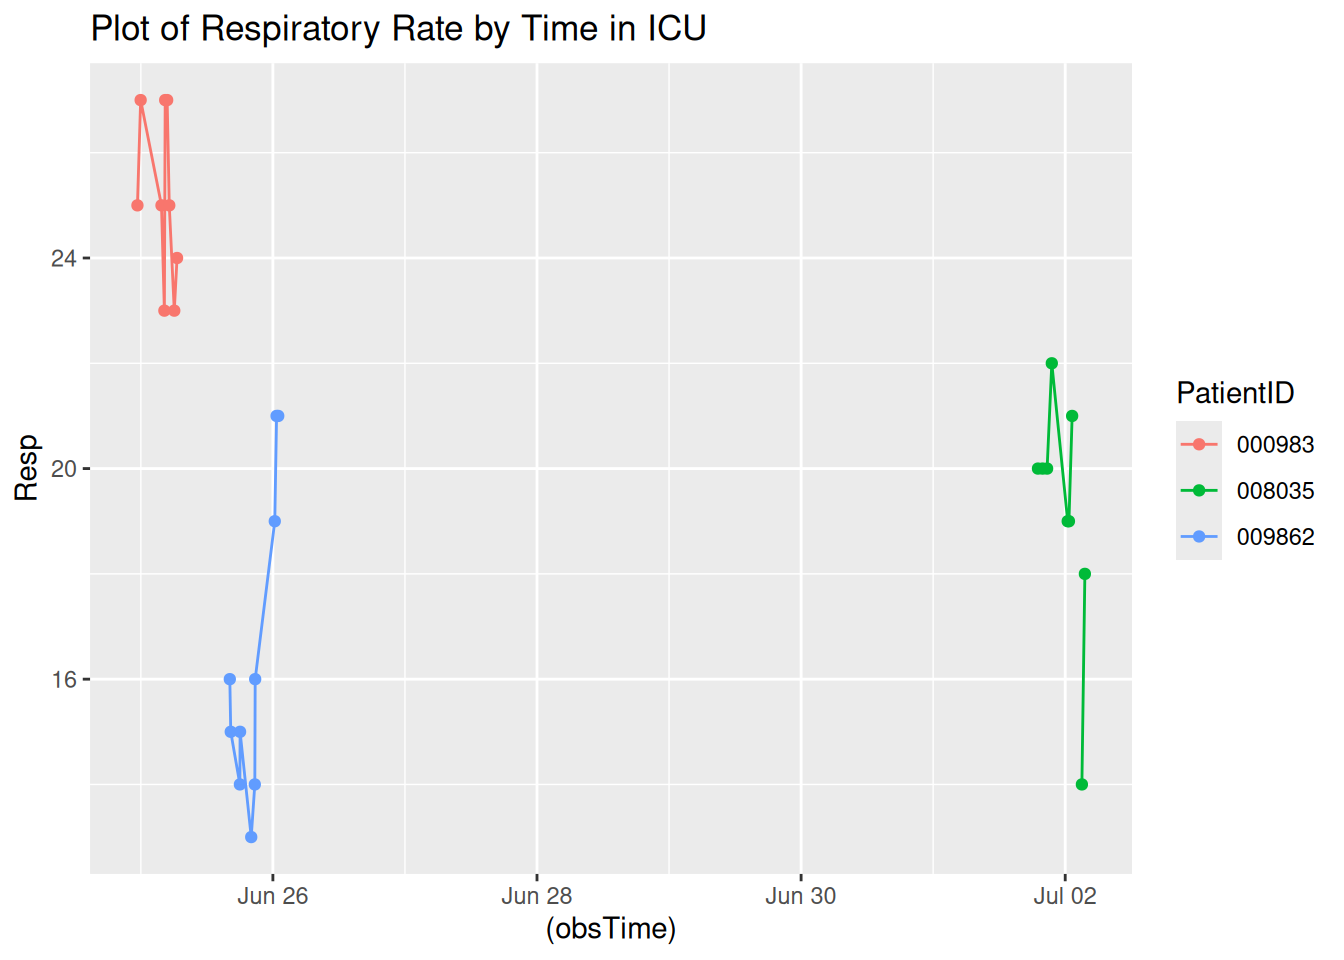 Plot of Respiratory Rate by Time in ICU
24
20
16
Resp
Jun 26
Jun 28
Jun 30
Jul 02
(obsTime)
PatientID
000983
008035
009862